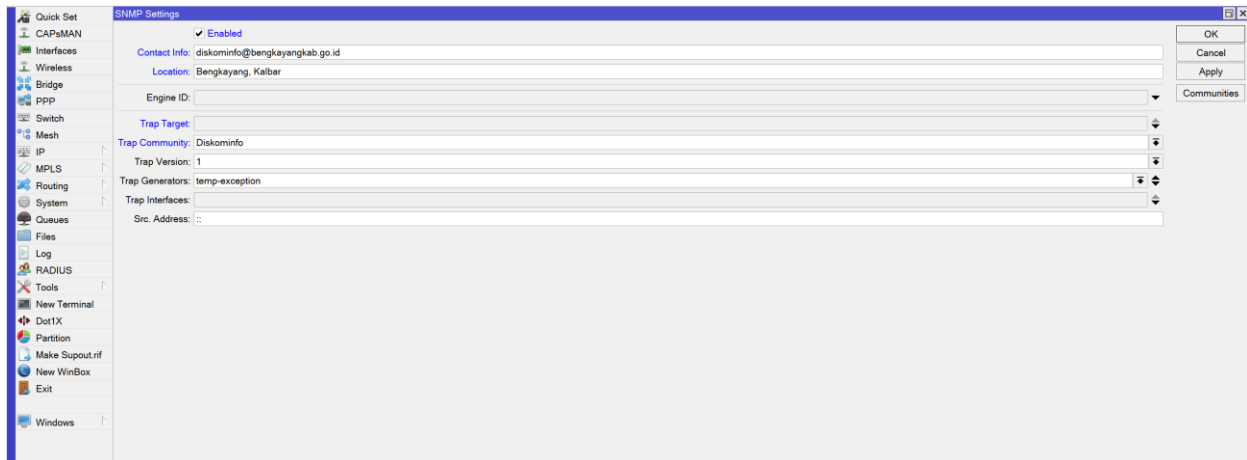 SNMP Settings
Quick Set
CAPsMAN
Interfaces
Wireless
Bridge
PPP
Switch
Mesh
IP
MPLS
Routing
System
Queues
Files
Log
RADIUS
Tools
New Terminal
Dot1X
Partition
Make Supout.rif
New WinBox
Exit
Windows
Enabled
Contact Info: diskominfo@bengkayangkab.go.id
Location: Bengkayang, Kalbar
Engine ID:
Trap Target:
Trap Community: Diskominfo
Trap Version: 1
Trap Generators: temp-exception
Trap Interfaces:
Src. Address: ::
OK
Cancel
Apply
Communities